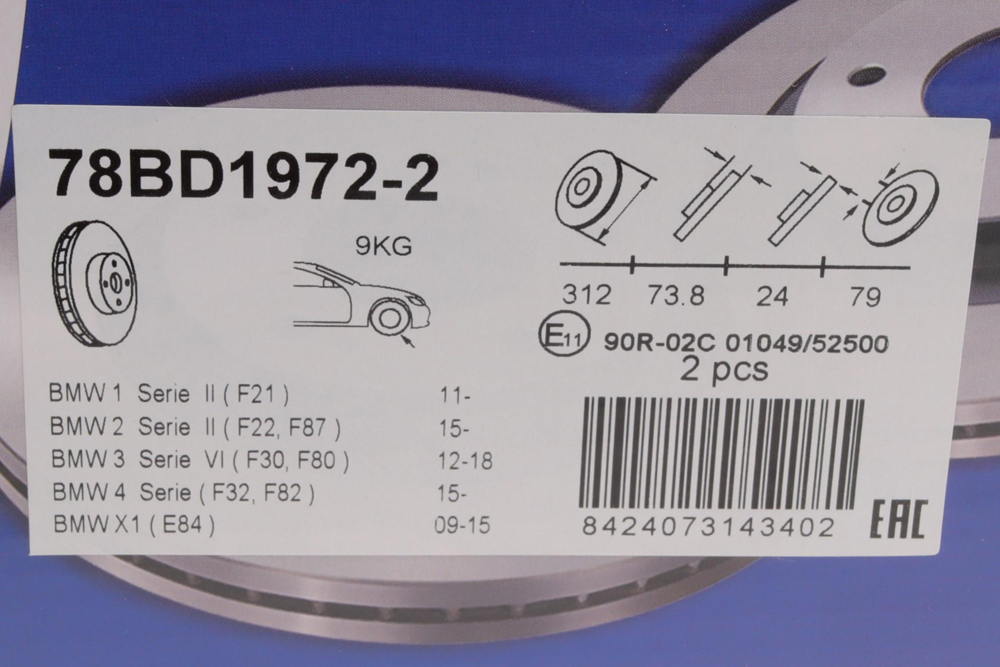 78BD1972-2
9KG
312 73.8 24 79
E11 90R-02C 01049/52500
2 pcs
BMW 1 Serie II ( F21 ) 11-
BMW 2 Serie II ( F22, F87 ) 15-
BMW 3 Serie VI ( F30, F80 ) 12-18
BMW 4 Serie ( F32, F82 ) 15-
BMW X1 ( E84 ) 09-15
8424073143402
EAC